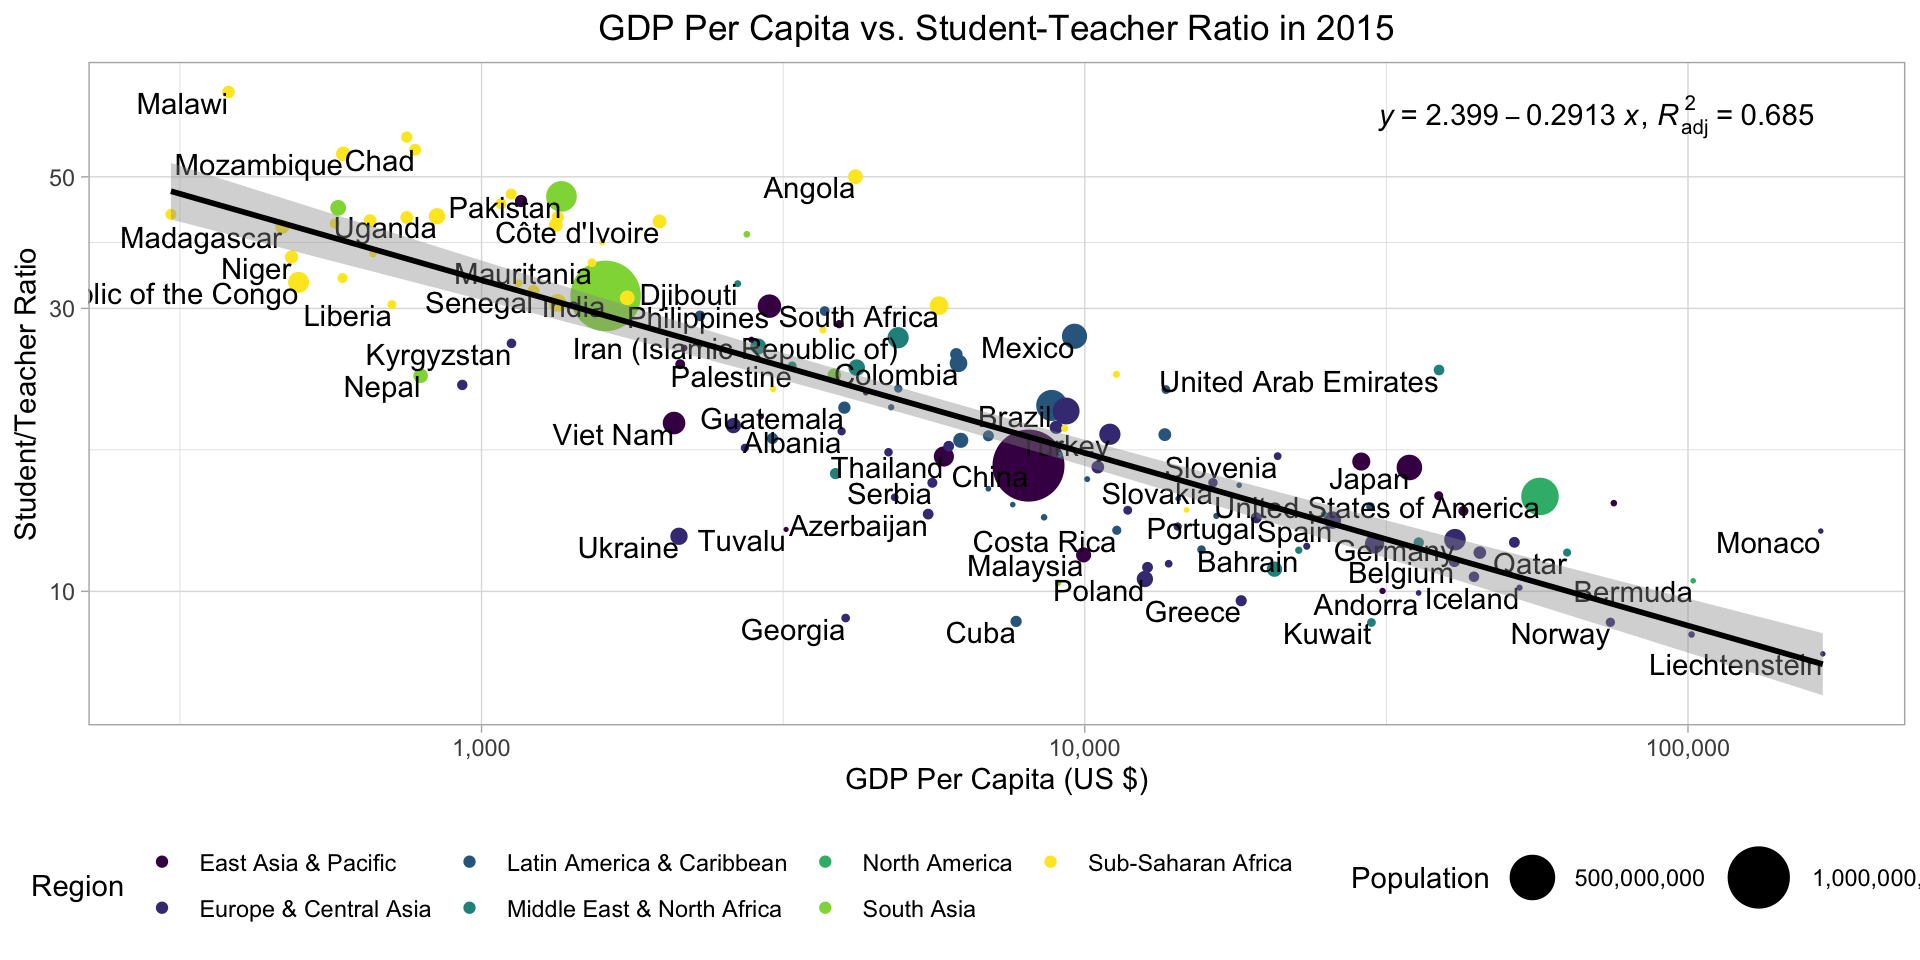 GDP Per Capita vs. Student-Teacher Ratio in 2015
y = 2.399 – 0.2913 x, R²adj = 0.685
Student/Teacher Ratio
50
30
10
Malawi
Mozambique
Chad
Angola
Pakistan
Uganda
Côte d'Ivoire
Madagascar
Niger
Mauritania
lic of the Congo
Senegal
India
Djibouti
Liberia
Philippines
South Africa
Kyrgyzstan
Iran (Islamic Republic of)
Mexico
Nepal
Palestine
Colombia
United Arab Emirates
Viet Nam
Guatemala
Brazil
Albania
Turkey
Thailand
China
Slovenia
Japan
Serbia
Slovakia
United States of America
Azerbaijan
Portugal
Spain
Ukraine
Tuvalu
Costa Rica
Monaco
Malaysia
Bahrain
Germany
Qatar
Belgium
Poland
Bermuda
Greece
Andorra
Iceland
Georgia
Cuba
Kuwait
Norway
Liechtenstein
1,000
10,000
100,000
GDP Per Capita (US $)
Region
East Asia & Pacific
Europe & Central Asia
Latin America & Caribbean
Middle East & North Africa
North America
South Asia
Sub-Saharan Africa
Population
500,000,000
1,000,000,